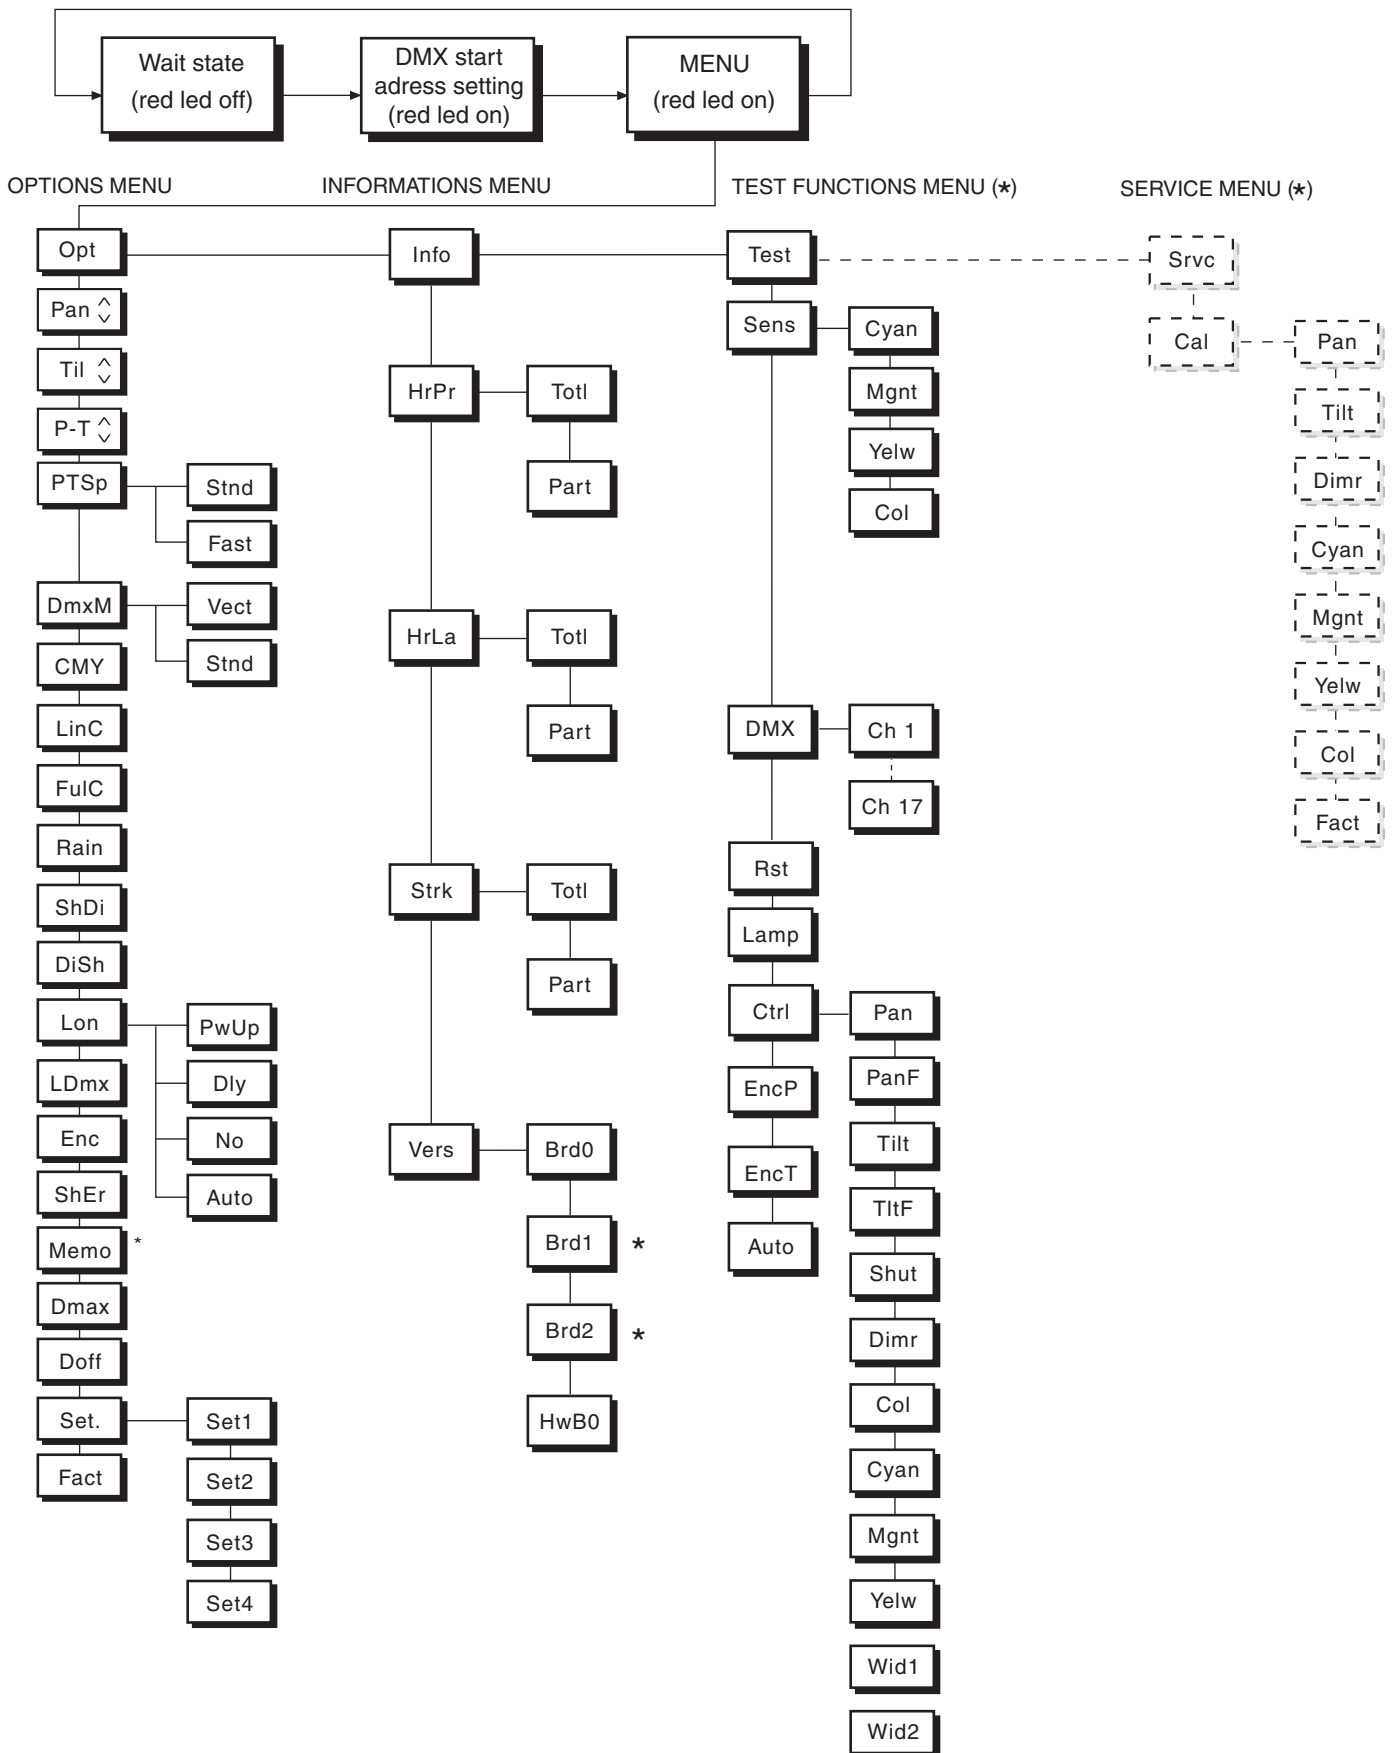 Wait state
(red led off)
DMX start
adress setting
(red led on)
MENU
(red led on)
OPTIONS MENU
INFORMATIONS MENU
TEST FUNCTIONS MENU (*)
SERVICE MENU (*)
Opt
Pan
Til
P-T
PTSp
Stnd
Fast
DmxM
Vect
Stnd
CMY
LinC
FulC
Rain
ShDi
DiSh
Lon
PwUp
Dly
No
Auto
LDmx
Enc
ShEr
Memo *
Dmax
Doff
Set.
Set1
Set2
Set3
Set4
Fact
Info
HrPr
Totl
Part
HrLa
Totl
Part
Strk
Totl
Part
Vers
Brd0
Brd1 *
Brd2 *
HwB0
Test
Sens
Cyan
Mgnt
Yelw
Col
DMX
Ch 1
Ch 17
Rst
Lamp
Ctrl
Pan
PanF
Tilt
TltF
Shut
Dimr
Col
Cyan
Mgnt
Yelw
Wid1
Wid2
EncP
EncT
Auto
Srvc
Cal
Pan
Tilt
Dimr
Cyan
Mgnt
Yelw
Col
Fact